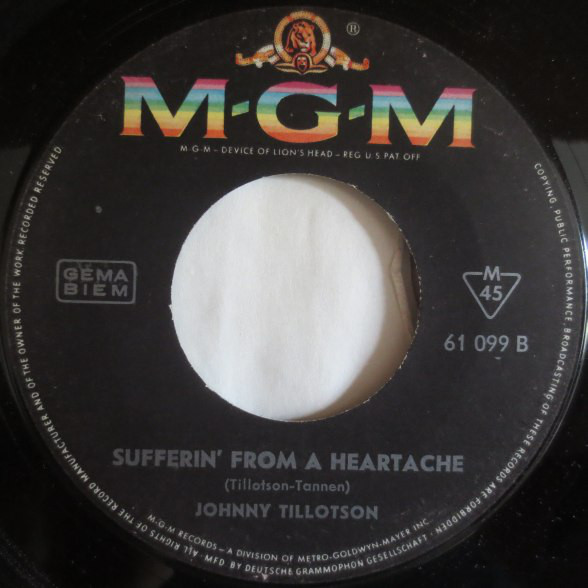 ®
M-G-M
M-G-M – DEVICE OF LION'S HEAD – REG U.S. PAT. OFF
GEMA
BIEM
M
45
61 099 B
SUFFERIN' FROM A HEARTACHE
(Tillotson-Tannen)
JOHNNY TILLOTSON
M-G-M RECORDS – A DIVISION OF METRO-GOLDWYN-MAYER INC
ALL RIGHTS OF THE RECORD MANUFACTURER AND OF THE OWNER OF THE WORK RECORDED RESERVED
COPYING, PUBLIC PERFORMANCE, BROADCASTING OF THESE RECORDS ARE FORBIDDEN
MFD. BY DEUTSCHE GRAMMOPHON GESELLSCHAFT